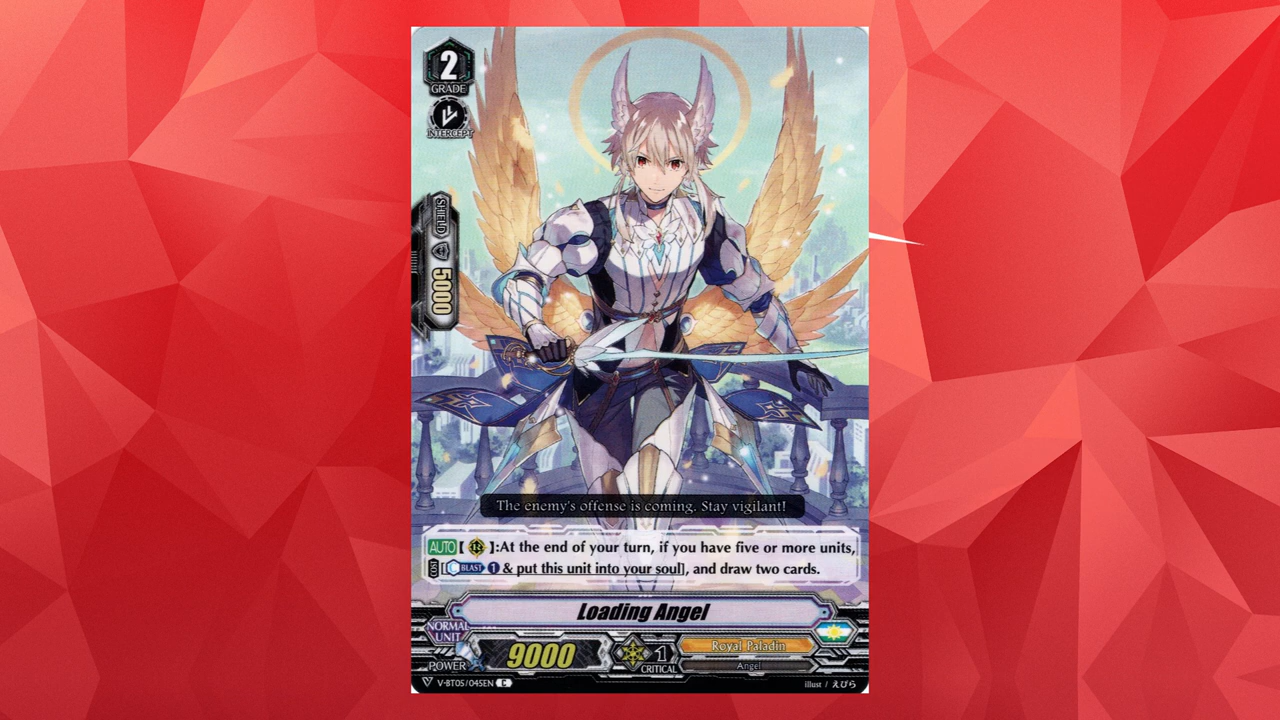 2
GRADE
INTERCEPT
SHIELD
5000
The enemy's offense is coming. Stay vigilant!
AUTO [ R ]:At the end of your turn, if you have five or more units,
COST [C BLAST 1 & put this unit into your soul], and draw two cards.
Loading Angel
NORMAL
UNIT
POWER 9000 1 CRITICAL
Royal Paladin
Angel
V-BT05/045EN C illust / えびら